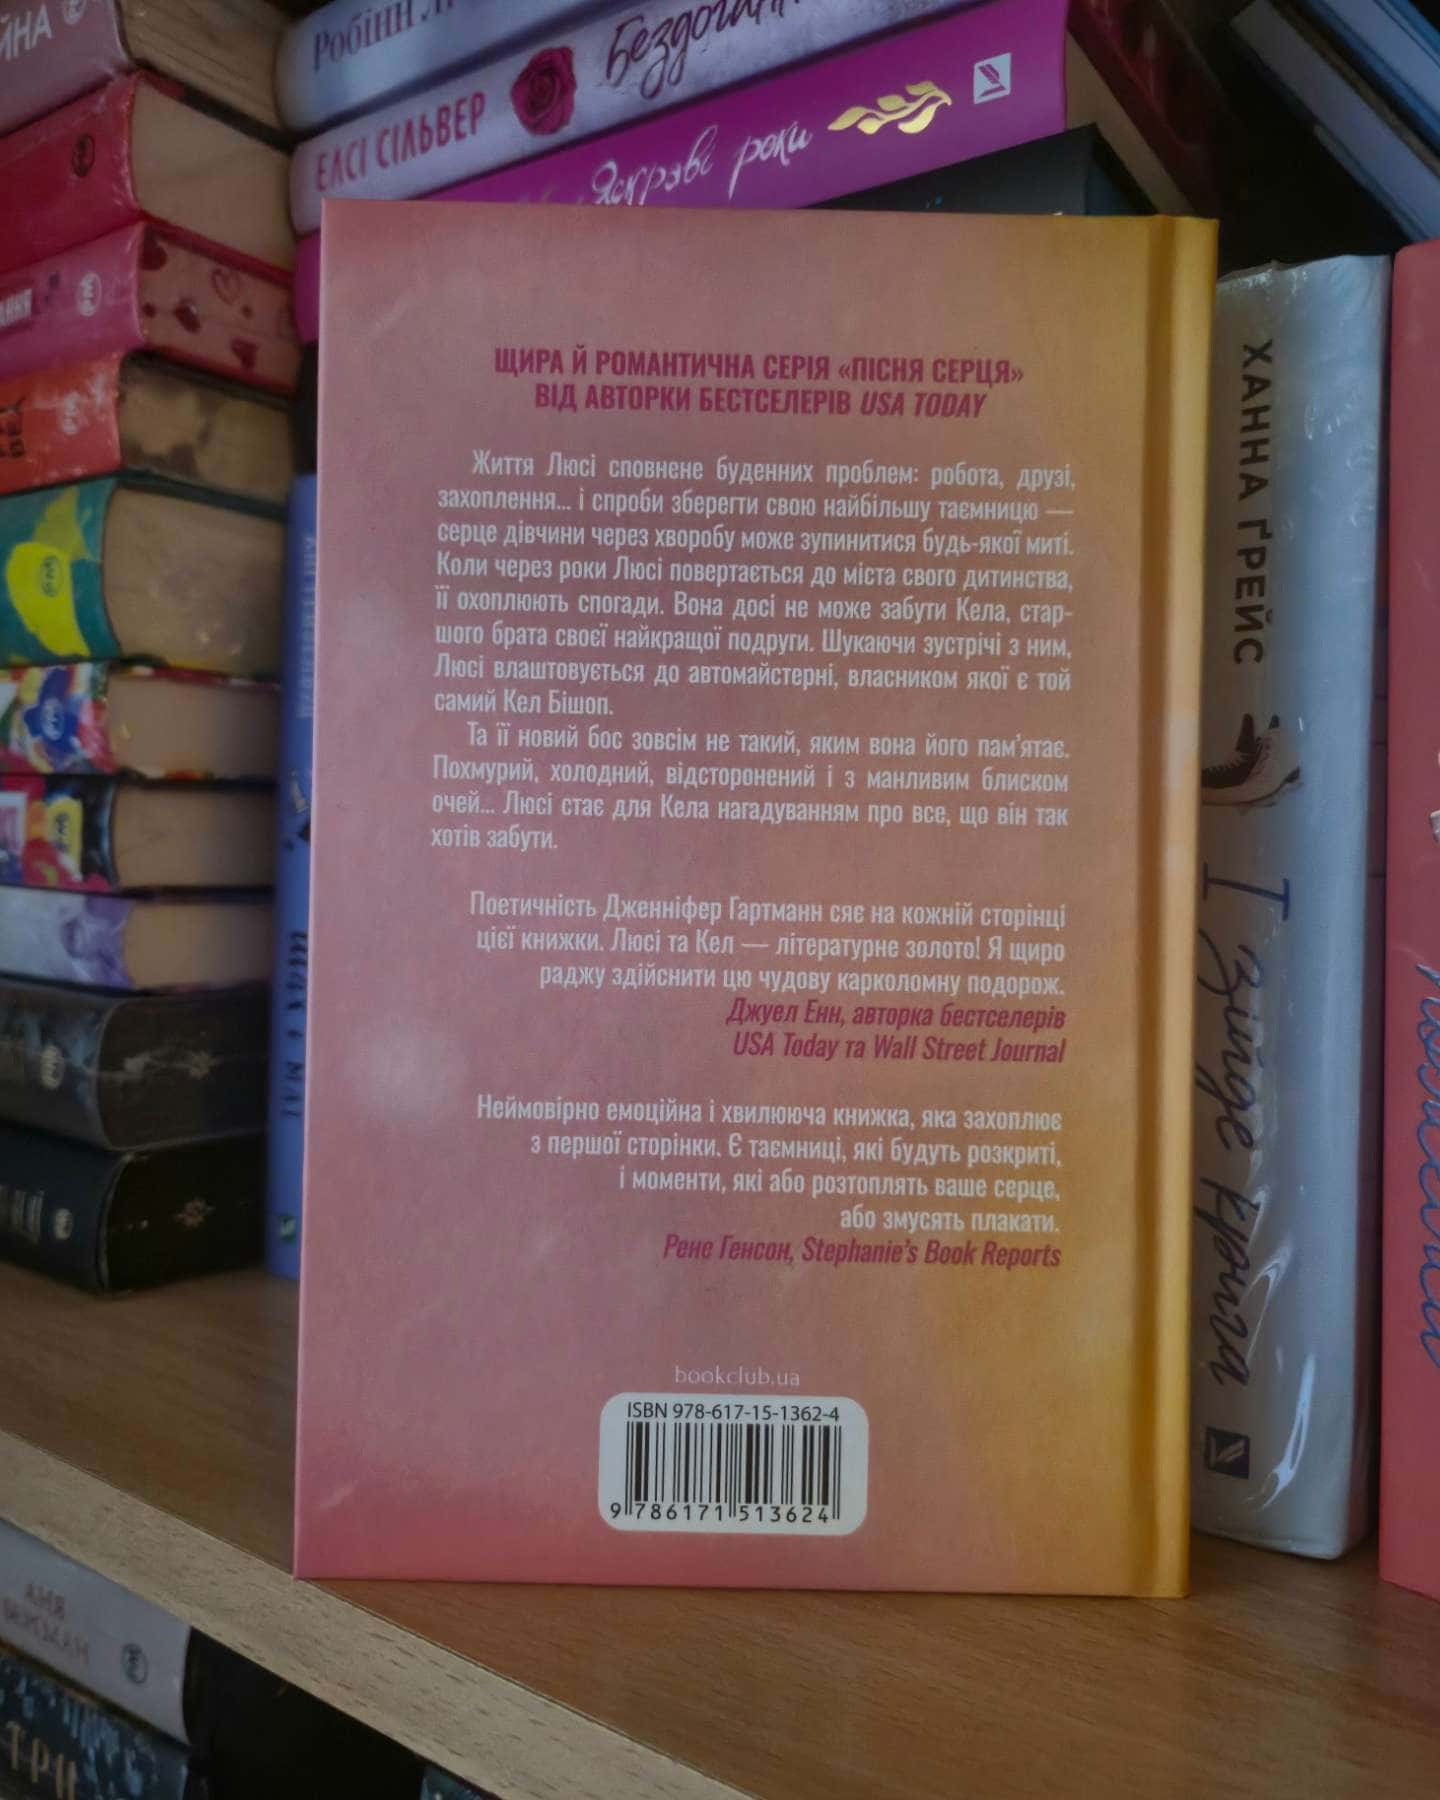 ЙНА
Робінн
Бездоганн
ЕЛСІ СІЛЬВЕР
Яскраві роки
АННЯ
ЩИРА Й РОМАНТИЧНА СЕРІЯ «ПІСНЯ СЕРЦЯ»
ВІД АВТОРКИ БЕСТСЕЛЕРІВ USA TODAY
Життя Люсі сповнене буденних проблем: робота, друзі,
захоплення... і спроби зберегти свою найбільшу таємницю —
серце дівчини через хворобу може зупинитися будь-якої миті.
Коли через роки Люсі повертається до міста свого дитинства,
її охоплюють спогади. Вона досі не може забути Кела, стар-
шого брата своєї найкращої подруги. Шукаючи зустрічі з ним,
Люсі влаштовується до автомайстерні, власником якої є той
самий Кел Бішоп.
Та її новий бос зовсім не такий, яким вона його пам'ятає.
Похмурий, холодний, відсторонений і з манливим блиском
очей... Люсі стає для Кела нагадуванням про все, що він так
хотів забути.
Поетичність Дженніфер Гартманн сяє на кожній сторінці
цієї книжки. Люсі та Кел — літературне золото! Я щиро
раджу здійснити цю чудову карколомну подорож.
Джуел Енн, авторка бестселерів
USA Today та Wall Street Journal
Неймовірно емоційна і хвилююча книжка, яка захоплює
з першої сторінки. Є таємниці, які будуть розкриті,
і моменти, які або розтоплять ваше серце,
або змусять плакати.
Рене Генсон, Stephanie's Book Reports
bookclub.ua
ISBN 978-617-15-1362-4
9 786171 513624
ХАННА ҐРЕЙС
І зійде крига
ШАХ І МАТ
АМЯ
ТРИ